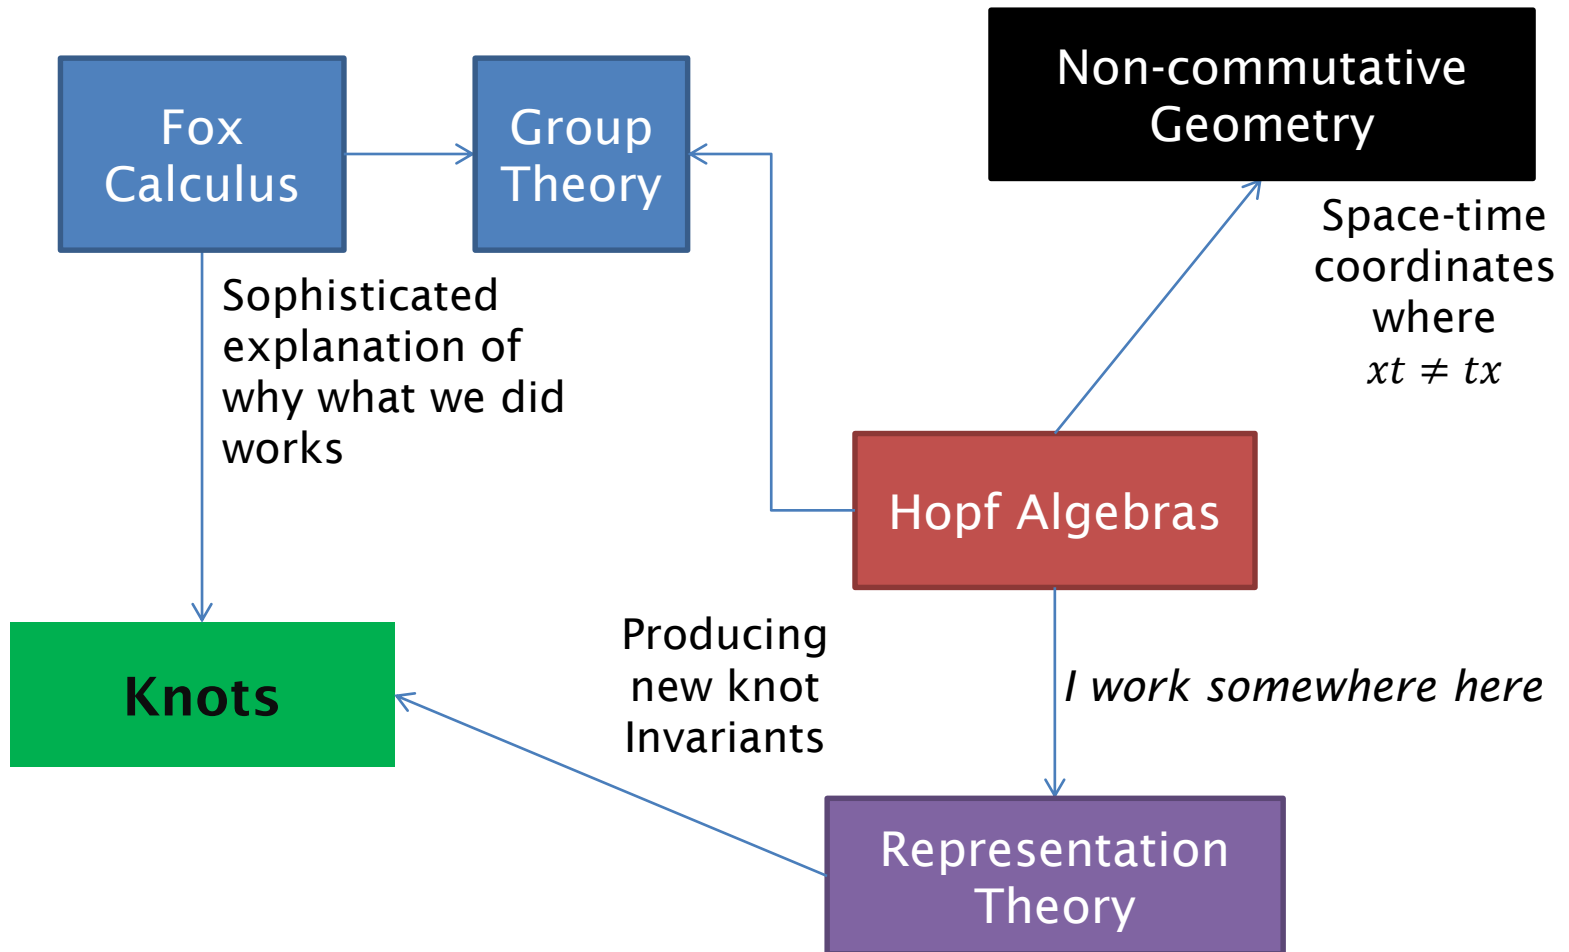 Fox
Calculus
Group
Theory
Non-commutative
Geometry
Space-time
coordinates
where
xt ≠ tx
Sophisticated
explanation of
why what we did
works
Hopf Algebras
Knots
Producing
new knot
Invariants
I work somewhere here
Representation
Theory